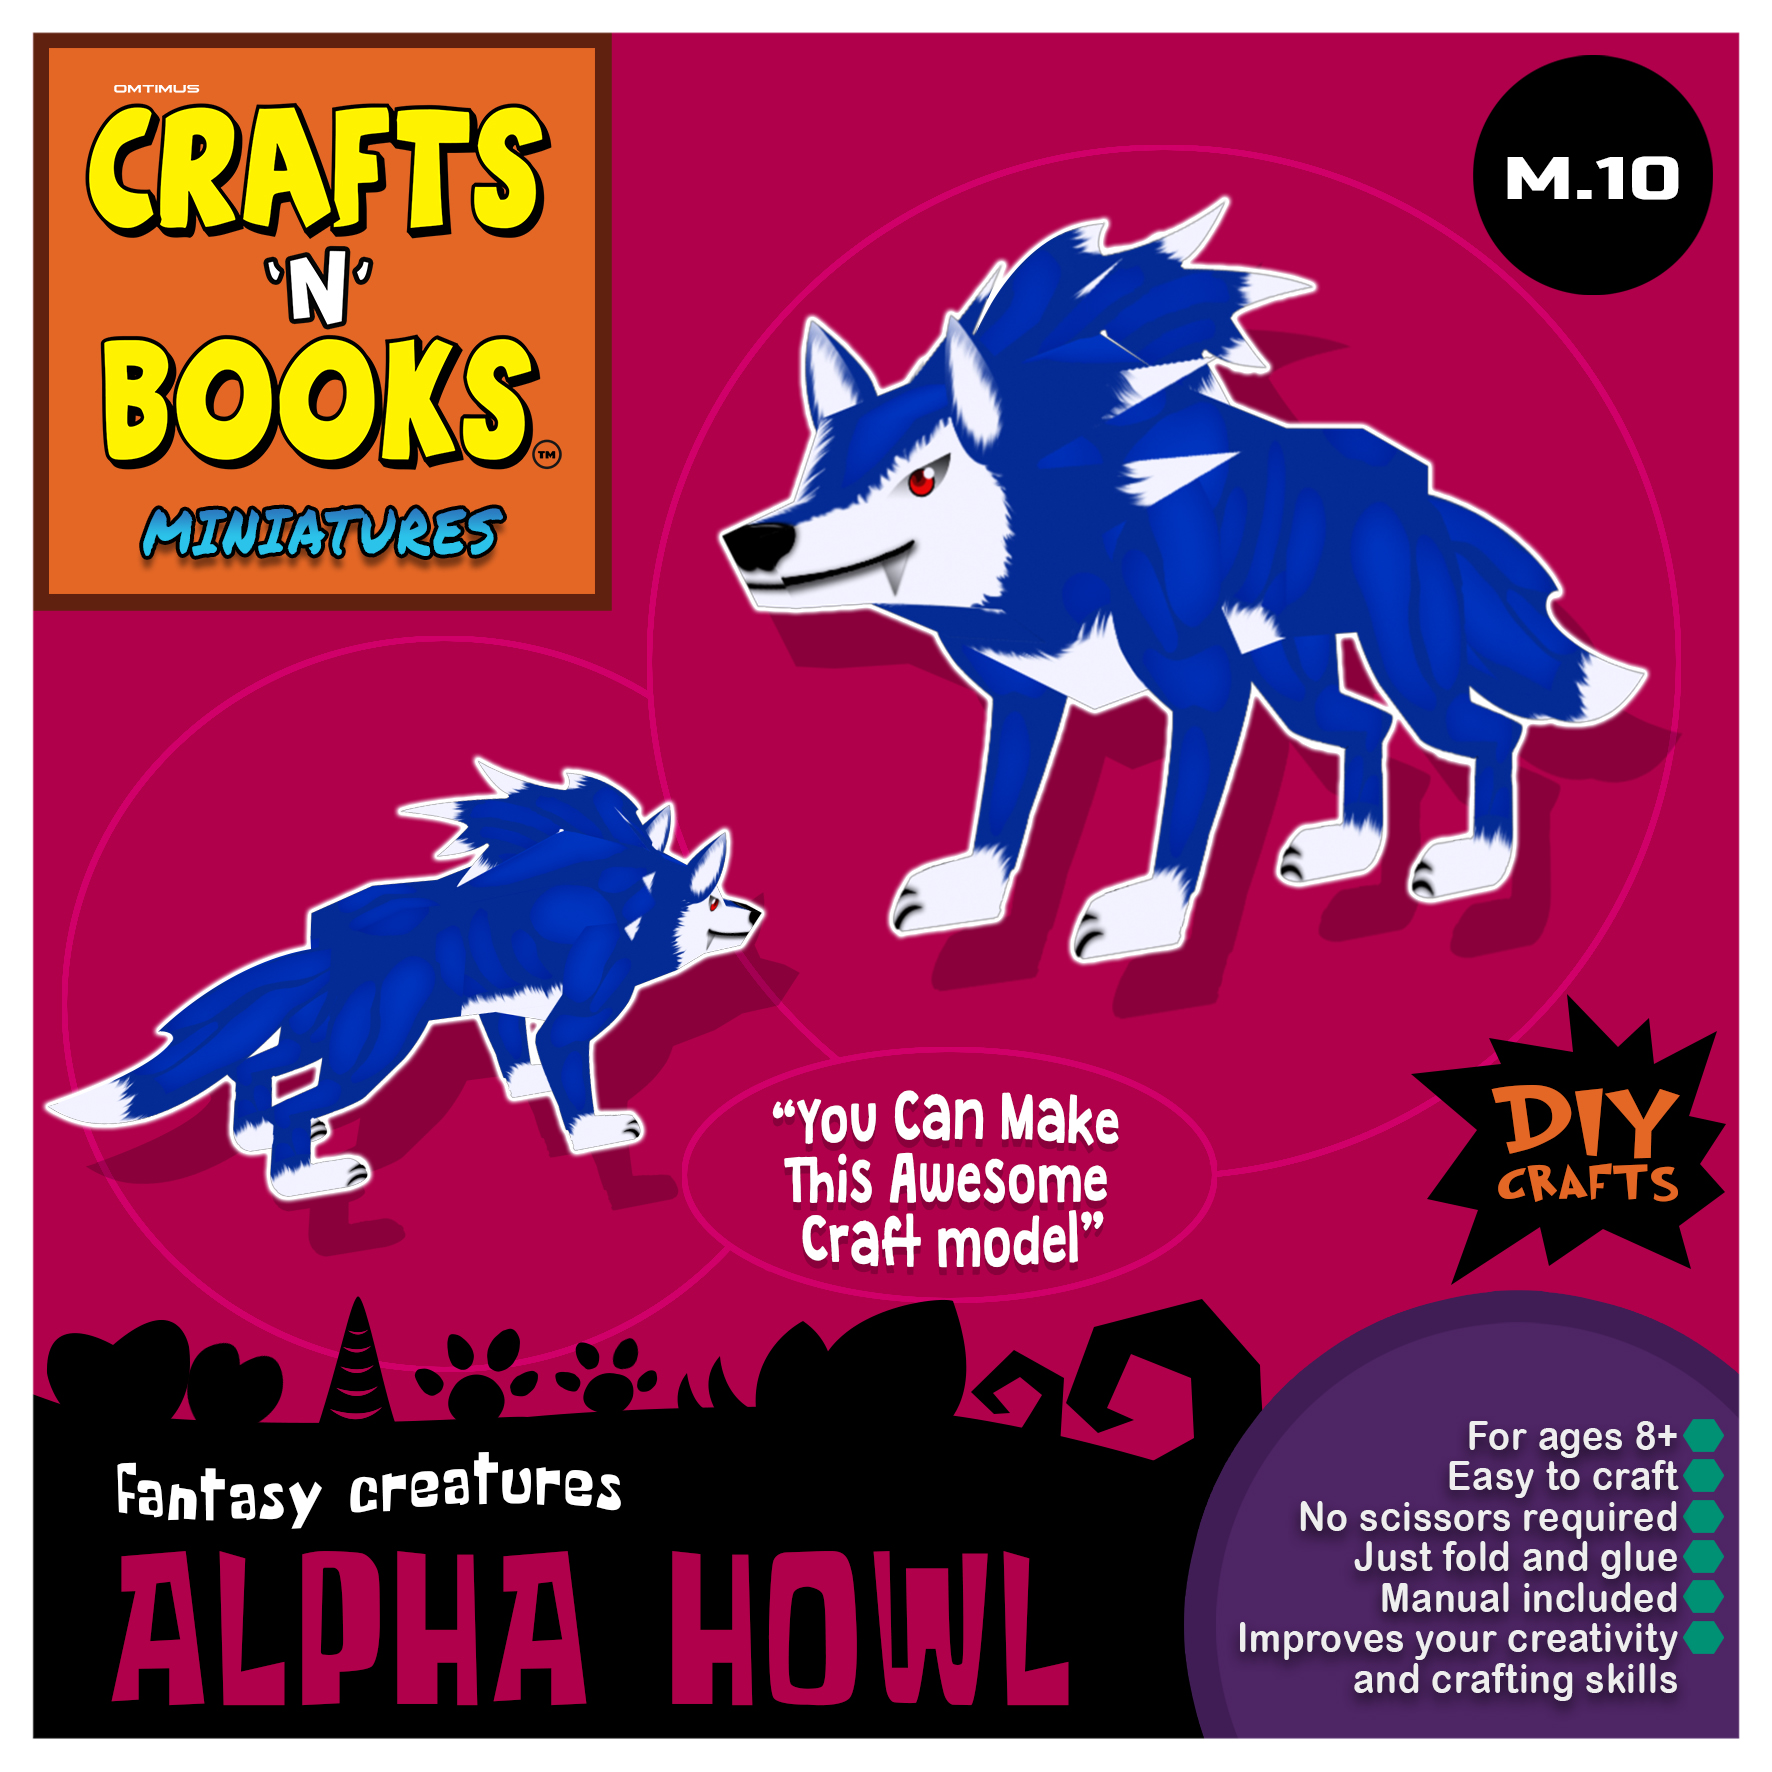 OMTIMUS
CRAFTS
'N'
BOOKS
TM
MINIATURES
M.10
“You Can Make
This Awesome
Craft model”
DIY
CRAFTS
Fantasy creatures
ALPHA HOWL
For ages 8+
Easy to craft
No scissors required
Just fold and glue
Manual included
Improves your creativity
and crafting skills